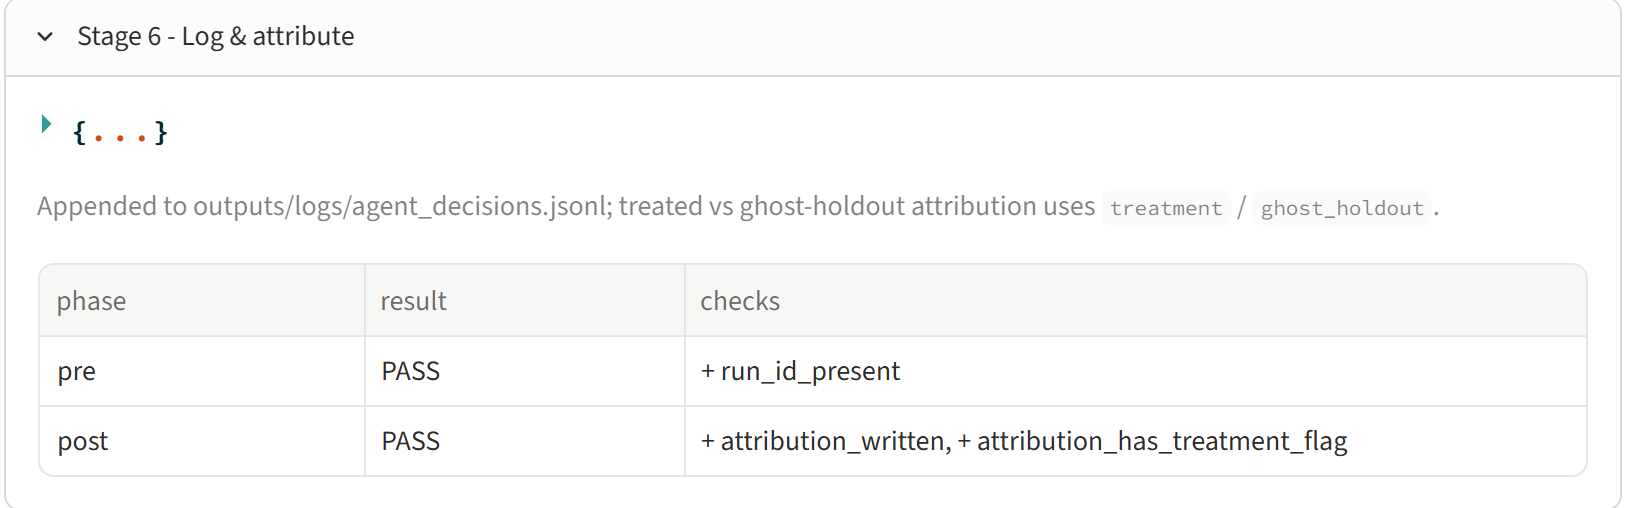 Stage 6 - Log & attribute
{...}
Appended to outputs/logs/agent_decisions.jsonl; treated vs ghost-holdout attribution uses treatment / ghost_holdout.
phase result checks
pre PASS + run_id_present
post PASS + attribution_written, + attribution_has_treatment_flag